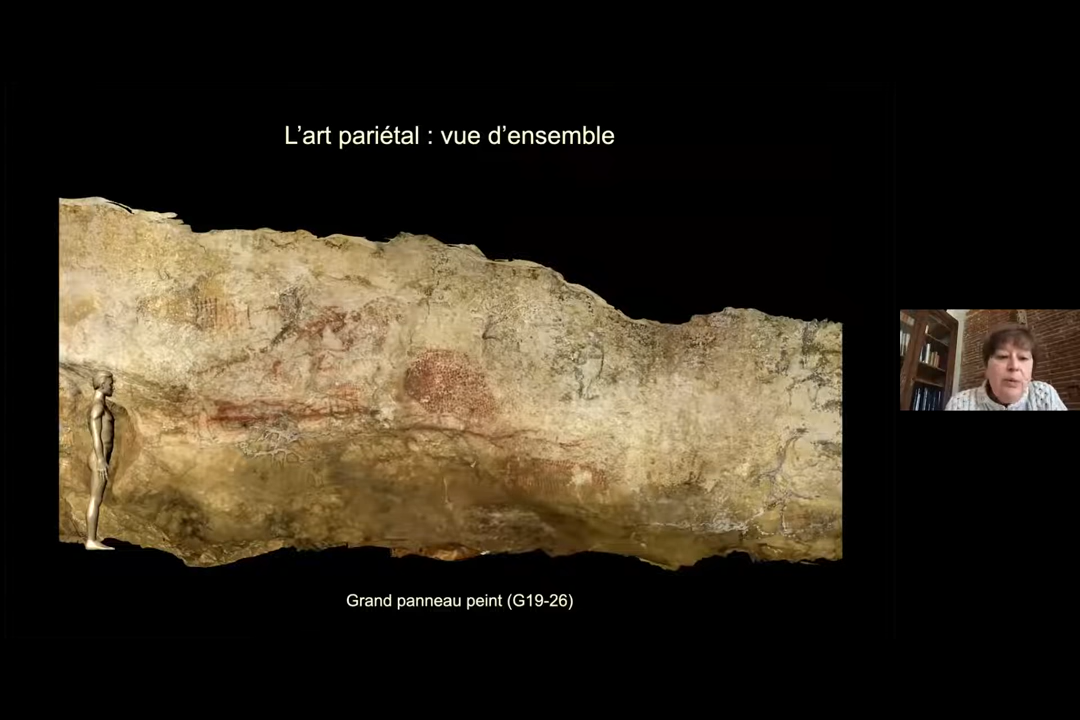 L’art pariétal : vue d’ensemble
Grand panneau peint (G19-26)